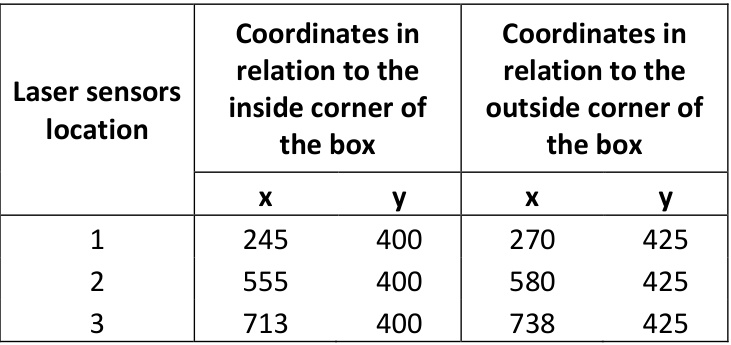 Laser sensors
location
Coordinates in
relation to the
inside corner of
the box
Coordinates in
relation to the
outside corner of
the box
x y x y
1 245 400 270 425
2 555 400 580 425
3 713 400 738 425